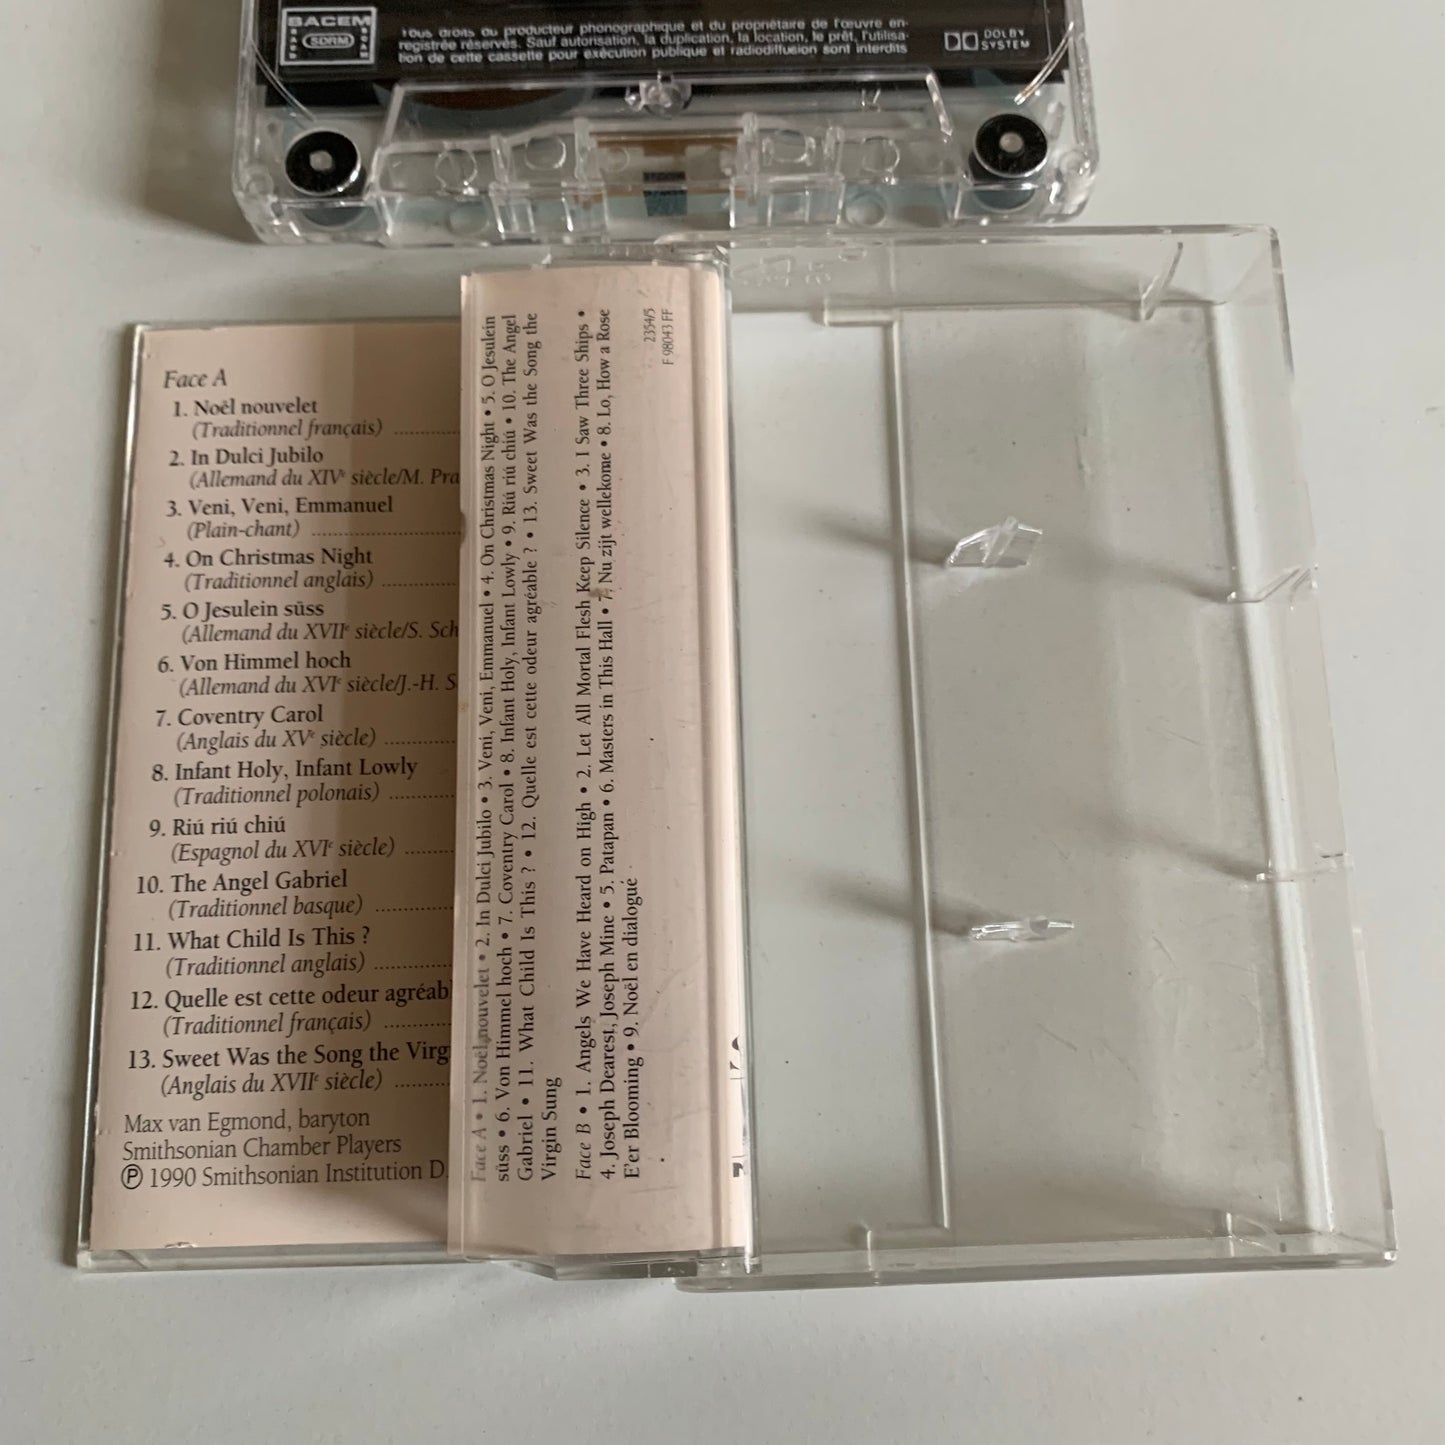 SACEM
SDRM
Tous droits du producteur phonographique et du propriétaire de l'œuvre en-
registrée réservés. Sauf autorisation, la duplication, la location, le prêt, l'utilisa-
tion de cette cassette pour exécution publique et radiodiffusion sont interdits
DOLBY
SYSTEM
Face A
1. Noël nouvelet
(Traditionnel français)
2. In Dulci Jubilo
(Allemand du XIVe siècle/M. Pra
3. Veni, Veni, Emmanuel
(Plain-chant)
4. On Christmas Night
(Traditionnel anglais)
5. O Jesulein süss
(Allemand du XVIIe siècle/S. Sch
6. Von Himmel hoch
(Allemand du XVIe siècle/J.-H. S
7. Coventry Carol
(Anglais du XVe siècle)
8. Infant Holy, Infant Lowly
(Traditionnel polonais)
9. Riú riú chiú
(Espagnol du XVIe siècle)
10. The Angel Gabriel
(Traditionnel basque)
11. What Child Is This ?
(Traditionnel anglais)
12. Quelle est cette odeur agréab
(Traditionnel français)
13. Sweet Was the Song the Virg
(Anglais du XVIIe siècle)
Max van Egmond, baryton
Smithsonian Chamber Players
℗ 1990 Smithsonian Institution D.
Face A • 1. Noël nouvelet • 2. In Dulci Jubilo • 3. Veni, Veni, Emmanuel • 4. On Christmas Night • 5. O Jesulein
süss • 6. Von Himmel hoch • 7. Coventry Carol • 8. Infant Holy, Infant Lowly • 9. Riú riú chiú • 10. The Angel
Gabriel • 11. What Child Is This ? • 12. Quelle est cette odeur agréable ? • 13. Sweet Was the Song the
Virgin Sung
Face B • 1. Angels We Have Heard on High • 2. Let All Mortal Flesh Keep Silence • 3. I Saw Three Ships •
4. Joseph Dearest, Joseph Mine • 5. Patapan • 6. Masters in This Hall • 7. Nu zijt wellekome • 8. Lo, How a Rose
E'er Blooming • 9. Noël en dialogué
2354/5
F 98043 FF